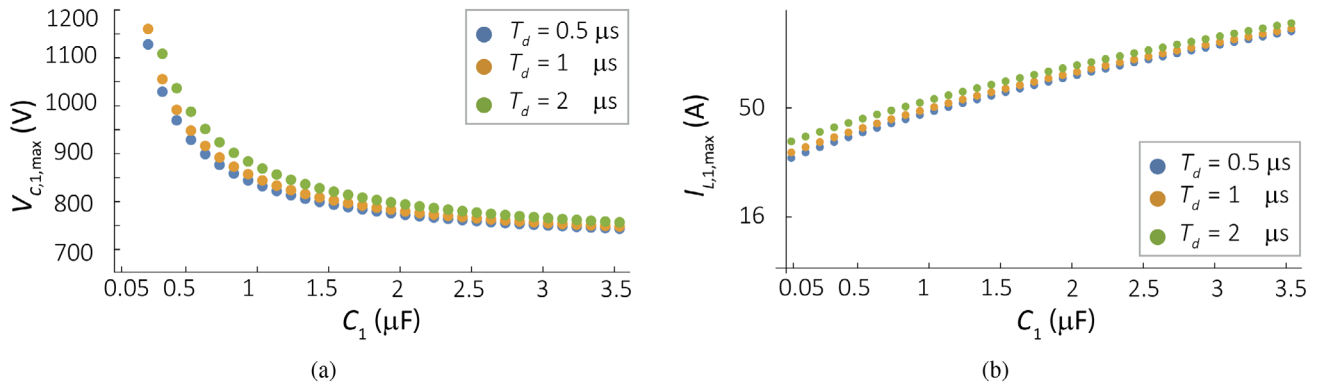 1200
1100
1000
900
800
700
V_c,1,max (V)
T_d = 0.5 μs
T_d = 1 μs
T_d = 2 μs
0.05 0.5 1 1.5 2 2.5 3 3.5
C_1 (μF)
(a)
50
16
I_L,1,max (A)
T_d = 0.5 μs
T_d = 1 μs
T_d = 2 μs
0.05 0.5 1 1.5 2 2.5 3 3.5
C_1 (μF)
(b)